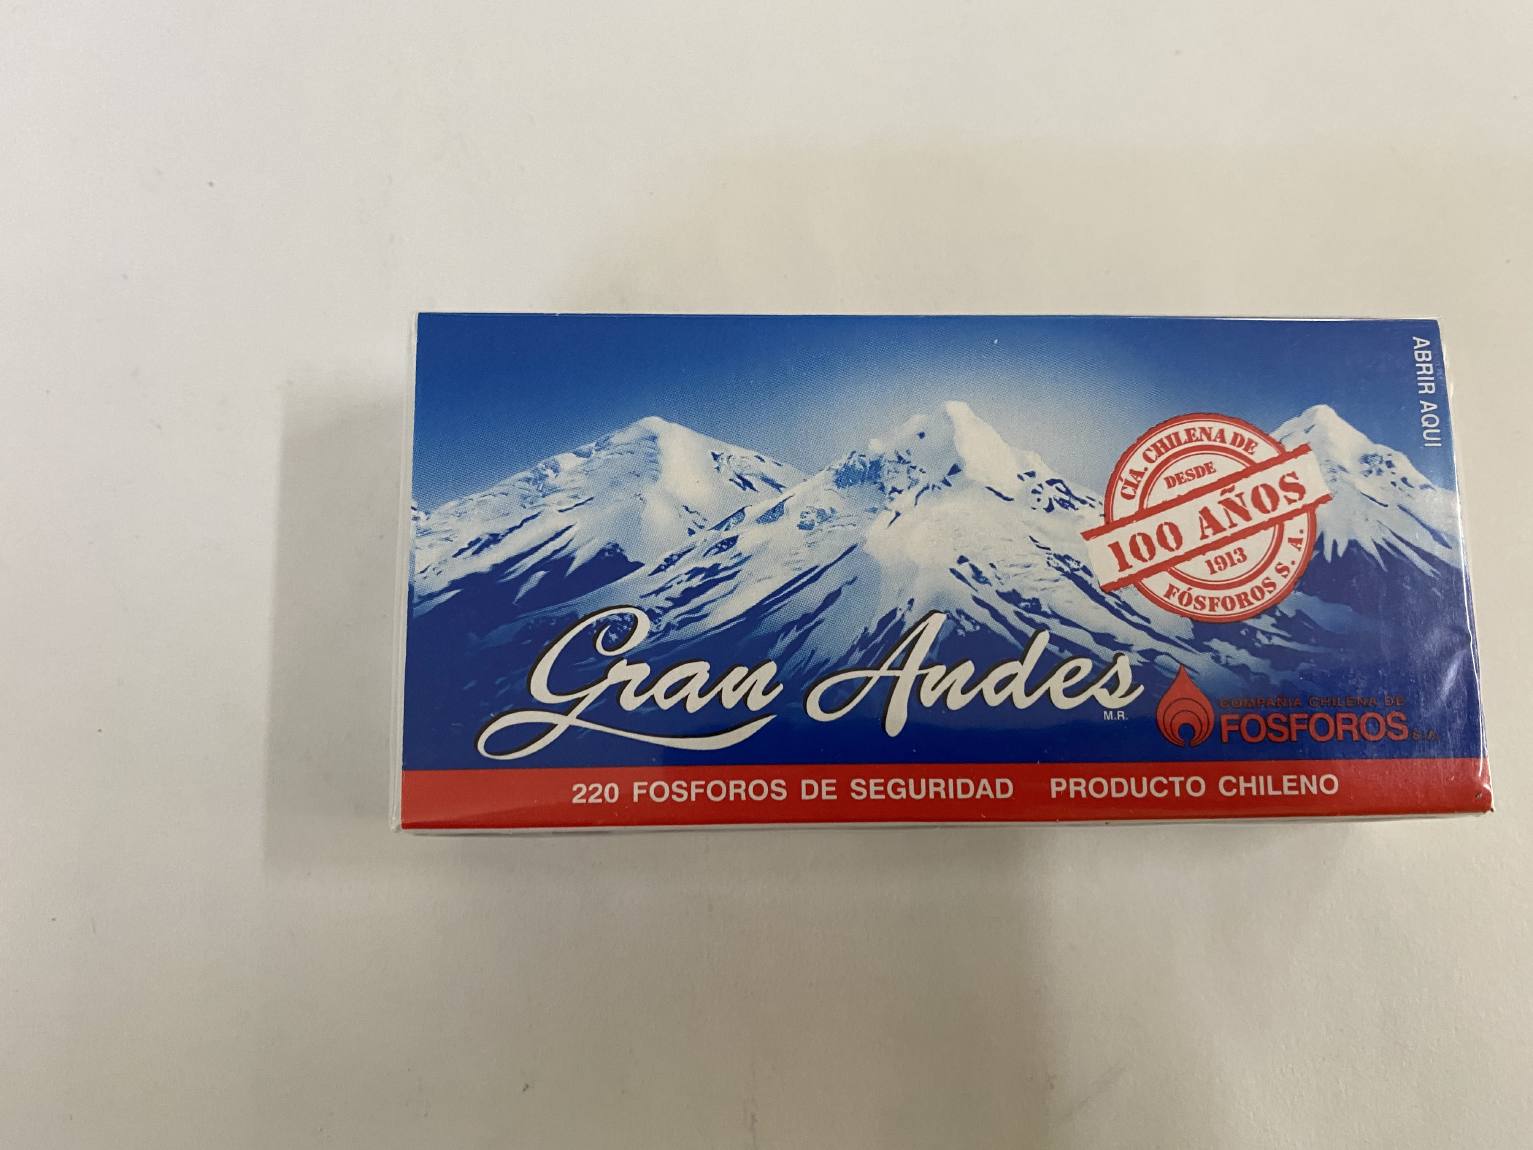 ABRIR AQUI
CIA. CHILENA DE
DESDE
100 AÑOS
1913
FÓSFOROS S. A.
Gran Andes
M.R.
COMPAÑIA CHILENA DE
FOSFOROS S.A.
220 FOSFOROS DE SEGURIDAD PRODUCTO CHILENO